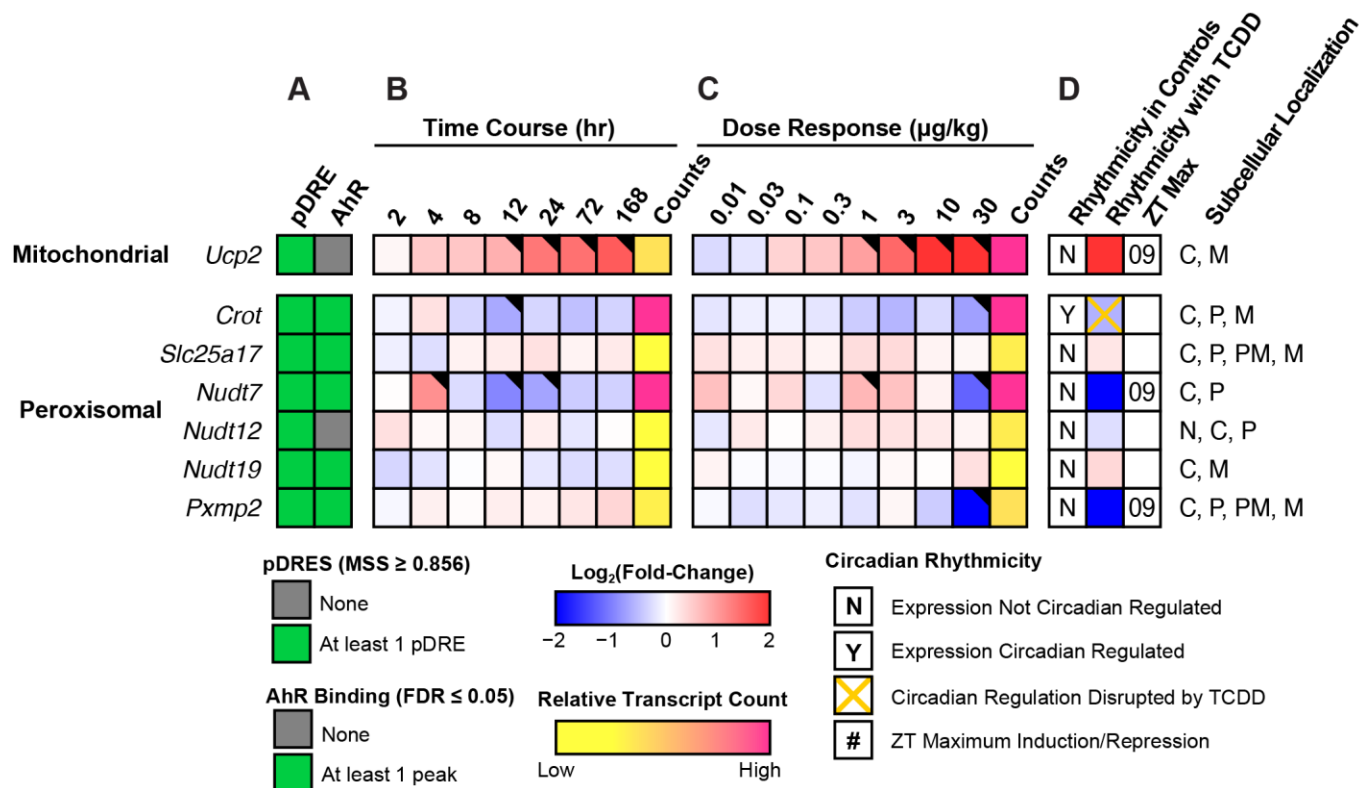 A B C D
Time Course (hr) Dose Response (µg/kg)
pDRE AhR 2 4 8 12 24 72 168 Counts 0.01 0.03 0.1 0.3 1 3 10 30 Counts Rhythmicity in Controls Rhythmicity with TCDD ZT Max Subcellular Localization
Mitochondrial Ucp2 N 09 C, M
Crot Y C, P, M
Slc25a17 N C, P, PM, M
Peroxisomal
Nudt7 N 09 C, P
Nudt12 N N, C, P
Nudt19 N C, M
Pxmp2 N 09 C, P, PM, M
pDRES (MSS ≥ 0.856)
None
At least 1 pDRE
AhR Binding (FDR ≤ 0.05)
None
At least 1 peak
Log₂(Fold-Change)
−2 −1 0 1 2
Relative Transcript Count
Low High
Circadian Rhythmicity
N Expression Not Circadian Regulated
Y Expression Circadian Regulated
Circadian Regulation Disrupted by TCDD
# ZT Maximum Induction/Repression